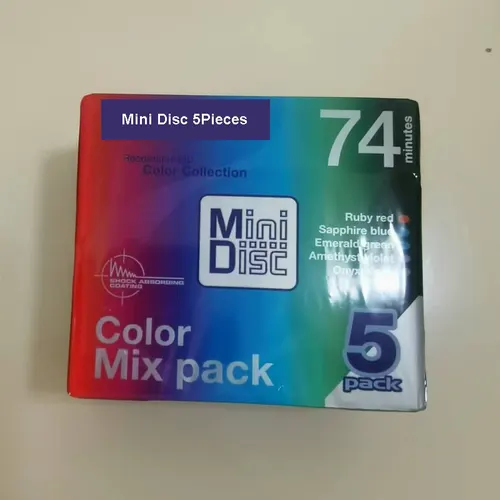 Mini Disc 5Pieces
74
minutes
Color Collection
Mini
Disc
Ruby red
Sapphire blue
Emerald green
Amethyst violet
Onyx
SHOCK ABSORBING
COATING
Color
Mix pack
5
pack